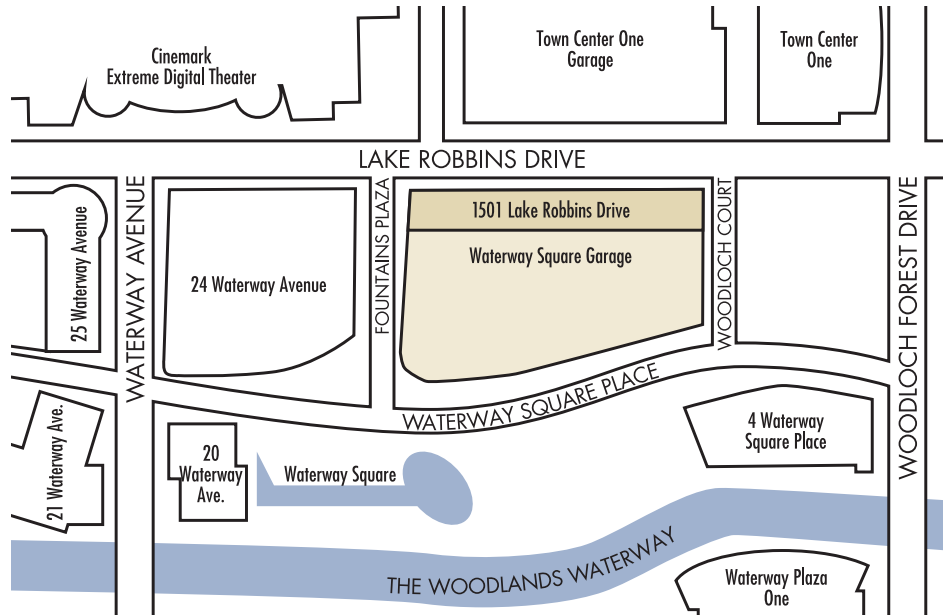 Cinemark
Extreme Digital Theater
Town Center One
Garage
Town Center
One
LAKE ROBBINS DRIVE
25 Waterway Avenue
WATERWAY AVENUE
24 Waterway Avenue
FOUNTAINS PLAZA
1501 Lake Robbins Drive
Waterway Square Garage
WOODLOCH COURT
WOODLOCH FOREST DRIVE
WATERWAY SQUARE PLACE
21 Waterway Ave.
20
Waterway
Ave.
Waterway Square
4 Waterway
Square Place
THE WOODLANDS WATERWAY
Waterway Plaza
One